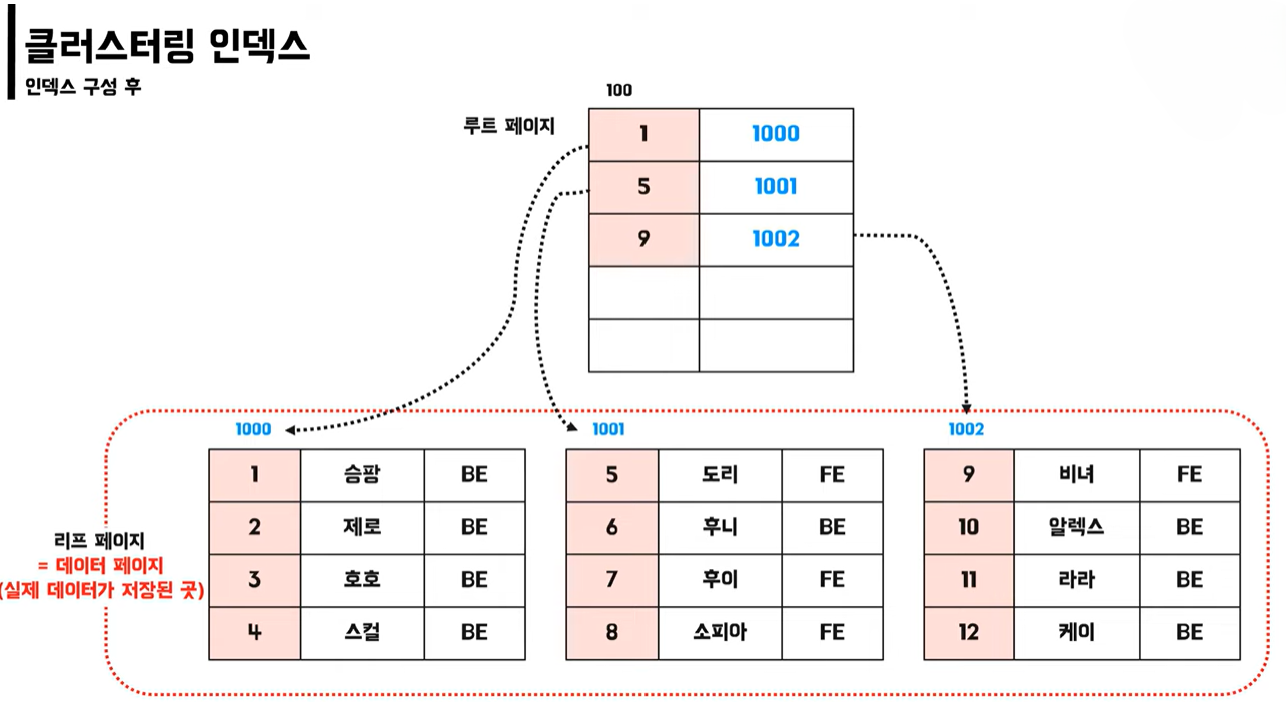 클러스터링 인덱스
인덱스 구성 후
100
루트 페이지
1 1000
5 1001
9 1002
1000
1 승팡 BE
2 제로 BE
3 호호 BE
4 스컬 BE
1001
5 도리 FE
6 후니 BE
7 후이 FE
8 소피아 FE
1002
9 비녀 FE
10 알렉스 BE
11 라라 BE
12 케이 BE
리프 페이지
= 데이터 페이지
(실제 데이터가 저장된 곳)